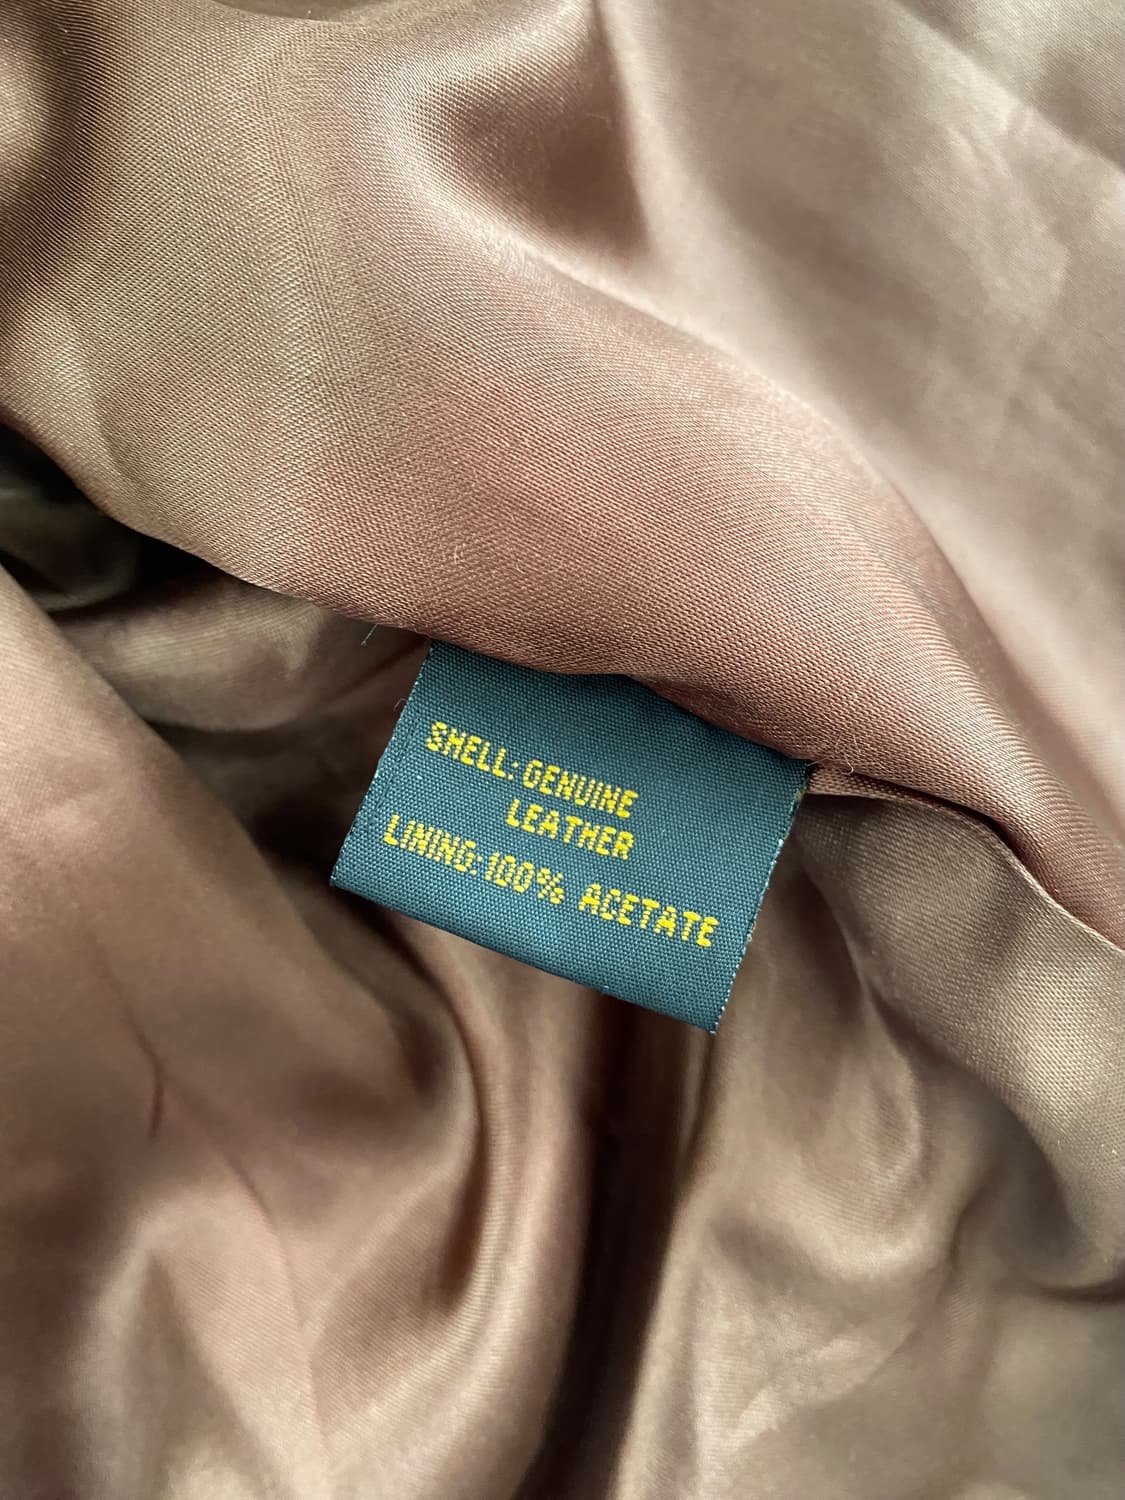 SHELL: GENUINE
LEATHER
LINING: 100% ACETATE